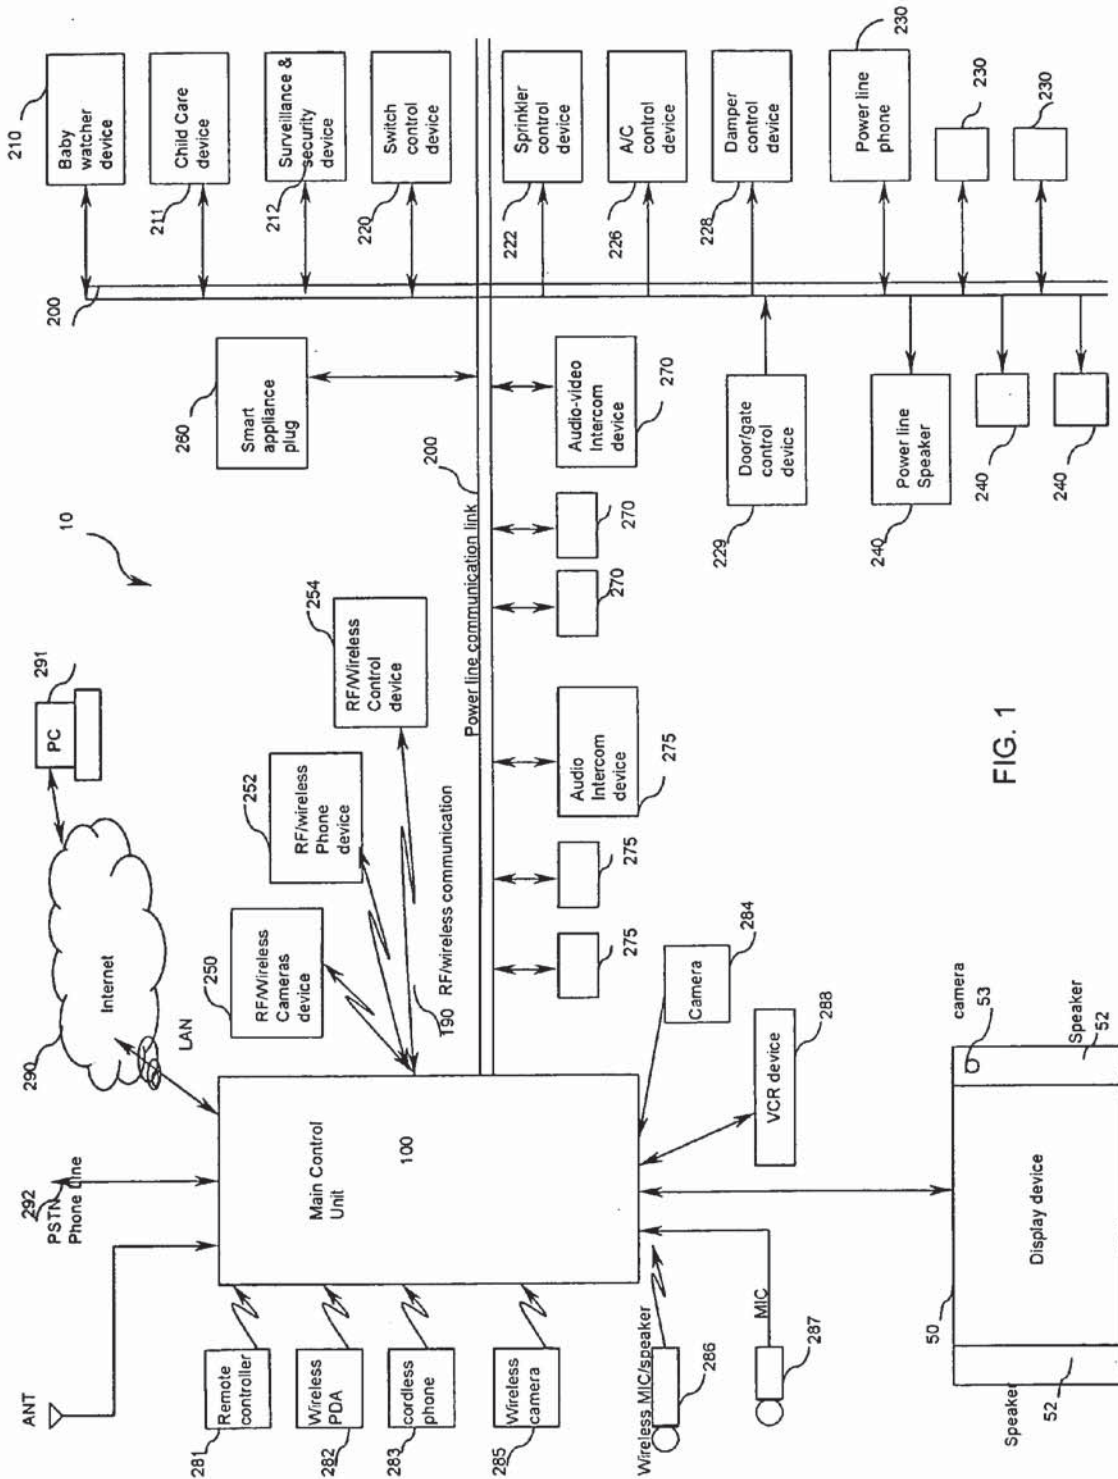 ANT
292
PSTN
Phone Line
290
Internet
LAN
PC
291
10
281
Remote
controller
282
Wireless
PDA
283
cordless
phone
285
Wireless
camera
Main Control
Unit
100
250
RF/Wireless
Cameras
device
252
RF/wireless
Phone
device
254
RF/Wireless
Control
device
190 RF/wireless communication
Power line communication link
200
260
Smart
appliance
plug
200
210
Baby
watcher
device
Child Care
device
211
Surveillance &
security
device
212
Switch
control
device
220
Sprinkler
control
device
222
A/C
control
device
226
Damper
control
device
228
Power line
phone
230
230
230
275
275
Audio
Intercom
device
275
270
270
Audio-video
Intercom
device
270
Door/gate
control
device
229
Power line
Speaker
240
240
240
Wireless MIC/speaker
286
MIC
287
Camera
284
VCR device
288
50
Display device
Speaker
52
camera
53
Speaker
52
FIG. 1